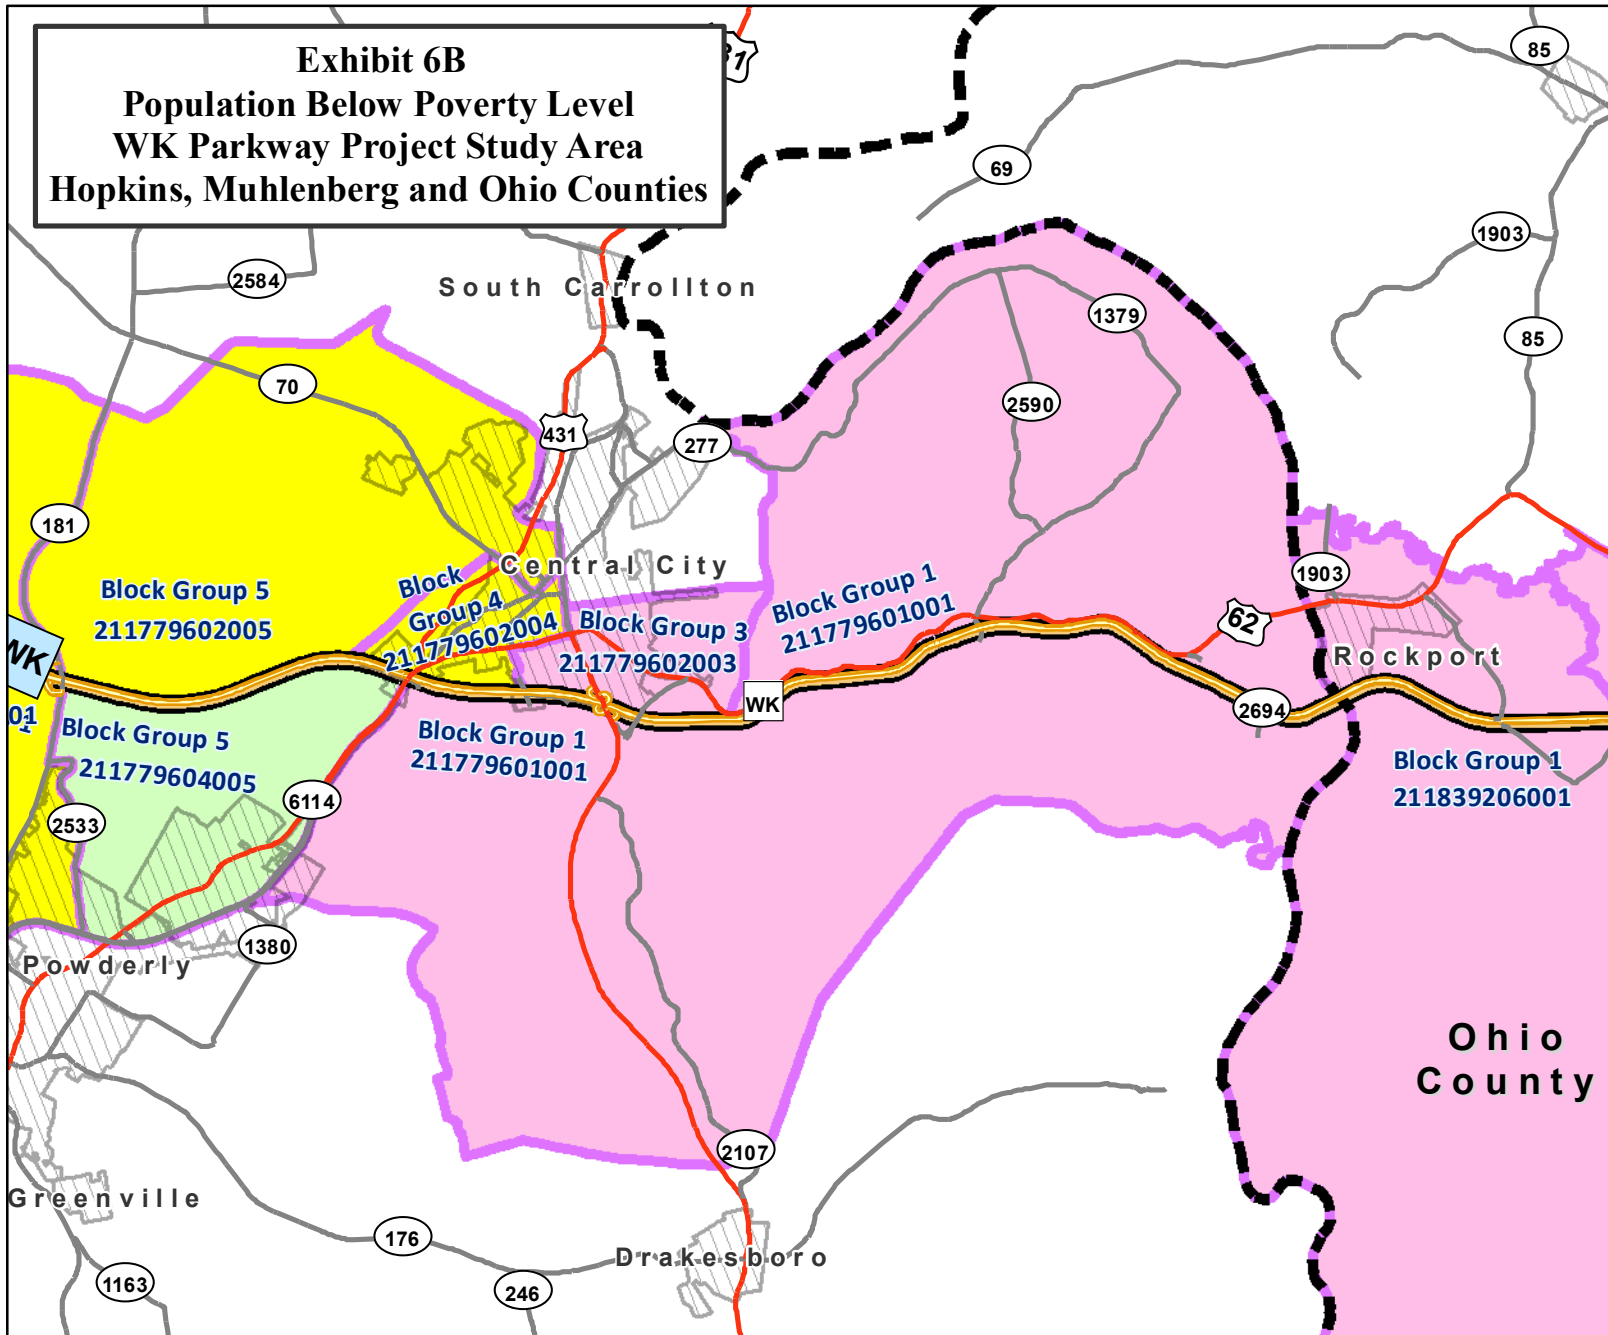 Exhibit 6B
Population Below Poverty Level
WK Parkway Project Study Area
Hopkins, Muhlenberg and Ohio Counties
85
69
1903
2584
South Carrollton
1379
85
70
2590
431
277
181
Central City
1903
Block Group 5
211779602005
Block
Group 4
211779602004
Block Group 3
211779602003
Block Group 1
211779601001
62
Rockport
WK
WK
01
2694
Block Group 5
211779604005
Block Group 1
211779601001
Block Group 1
211839206001
6114
2533
1380
Powderly
Ohio
County
2107
Greenville
176
Drakesboro
1163
246